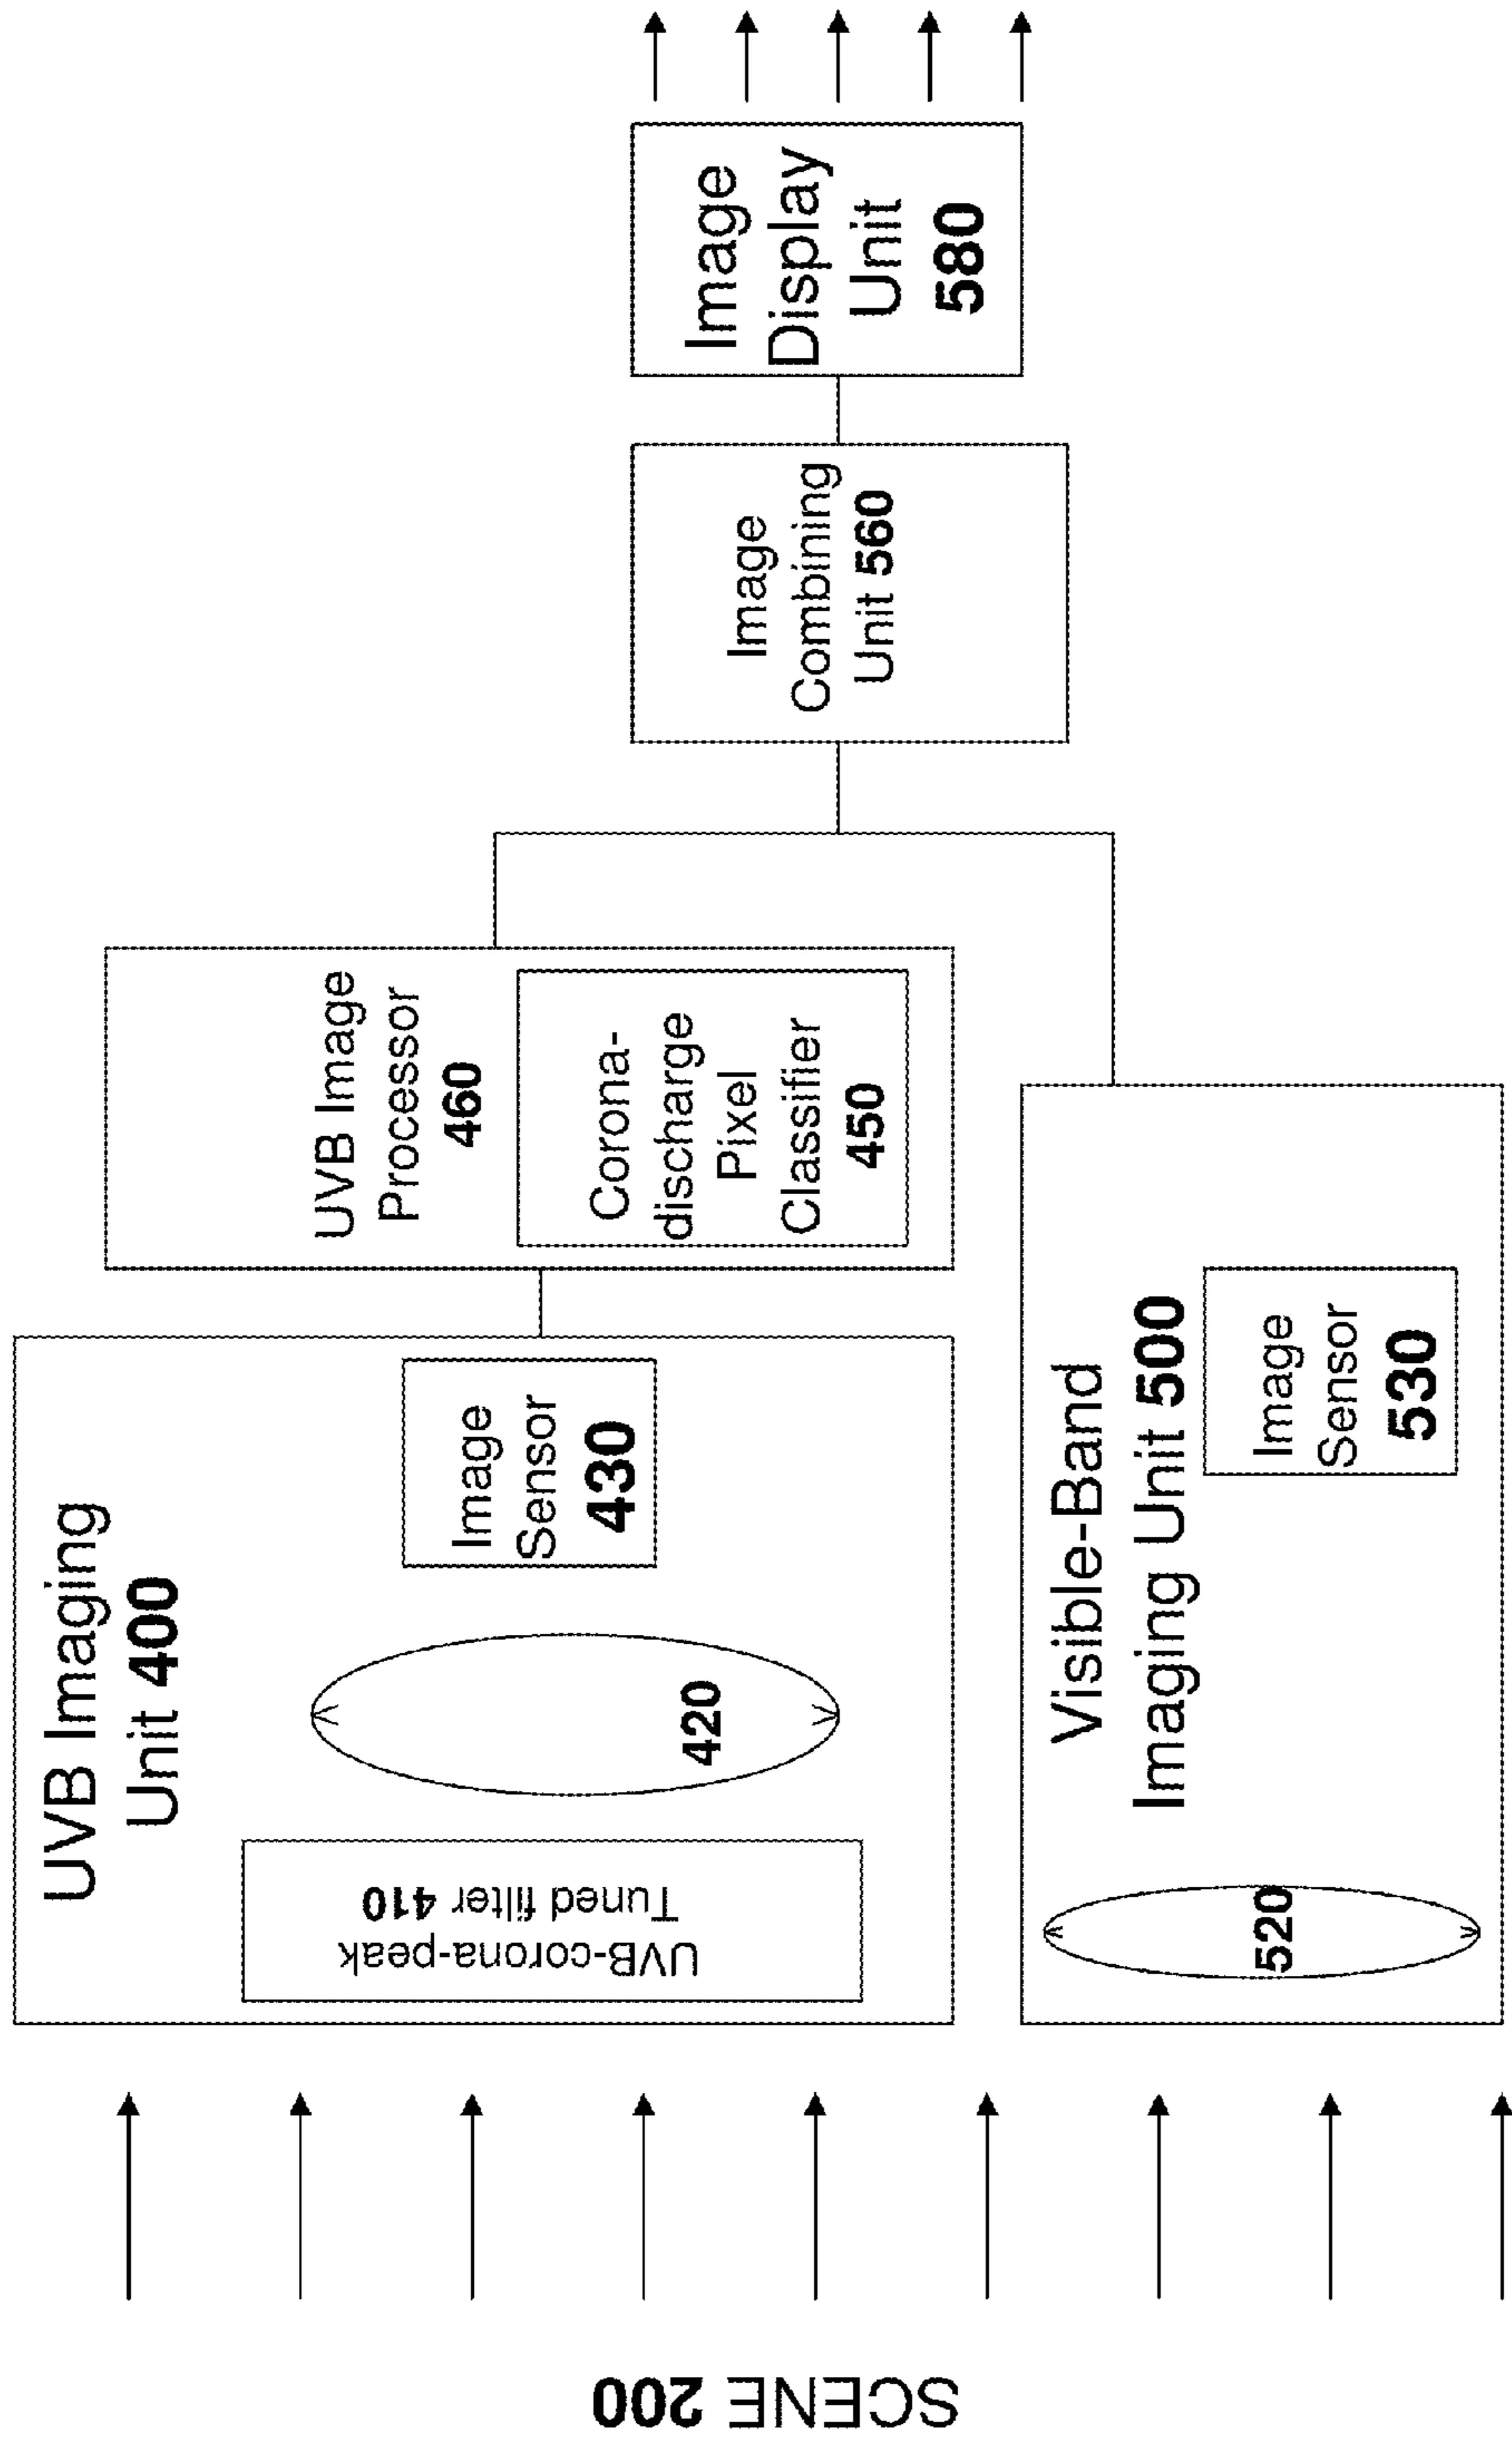 SCENE 200
UVB Imaging
Unit 400
UVB-corona-peak
Tuned filter 410
420
Image
Sensor
430
UVB Image
Processor
460
Corona-
discharge
Pixel
Classifier
450
Visible-Band
Imaging Unit 500
520
Image
Sensor
530
Image
Combining
Unit 560
Image
Display
Unit
580